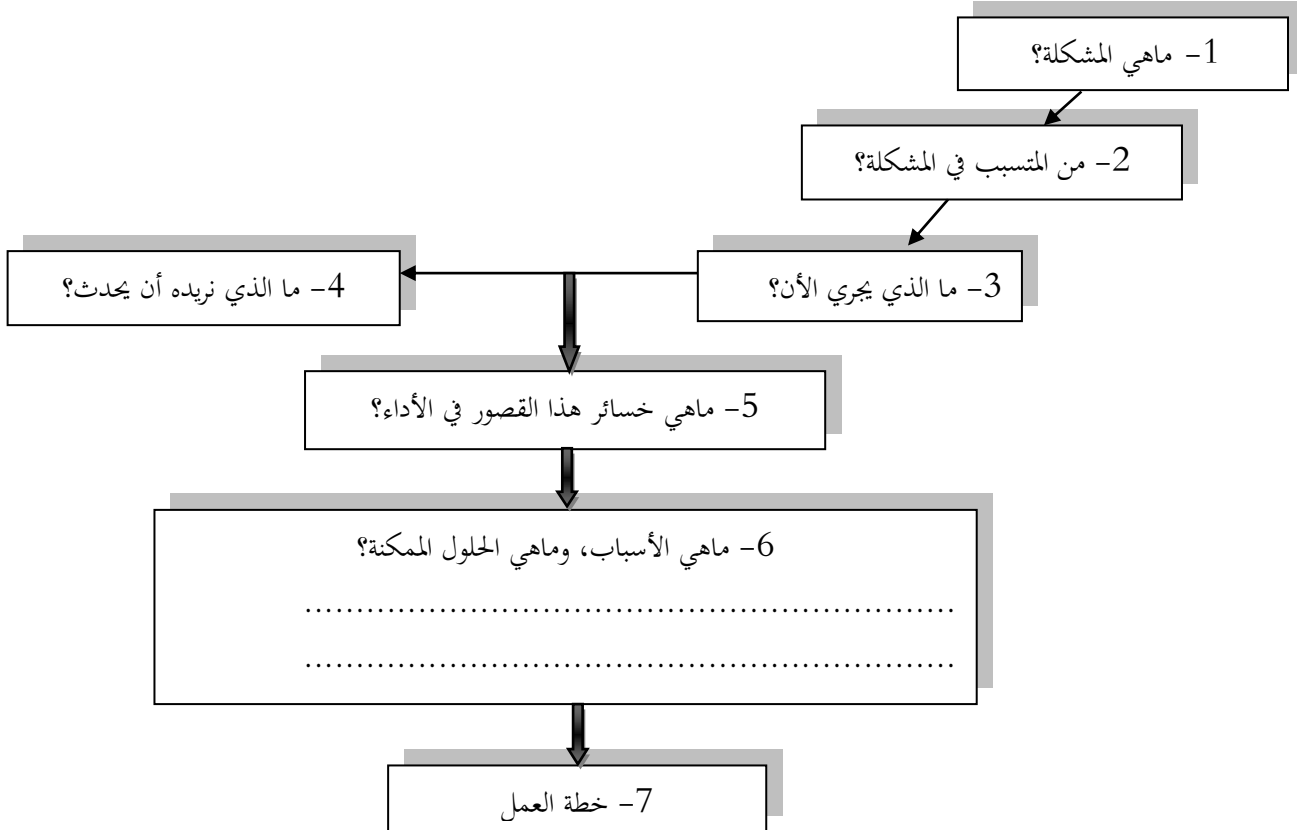 1- ماهي المشكلة؟
2- من المتسبب في المشكلة؟
3- ما الذي يجري الأن؟
4- ما الذي نريده أن يحدث؟
5- ماهي خسائر هذا القصور في الأداء؟
6- ماهي الأسباب، وماهي الحلول الممكنة؟
...............................................................
...............................................................
7- خطة العمل